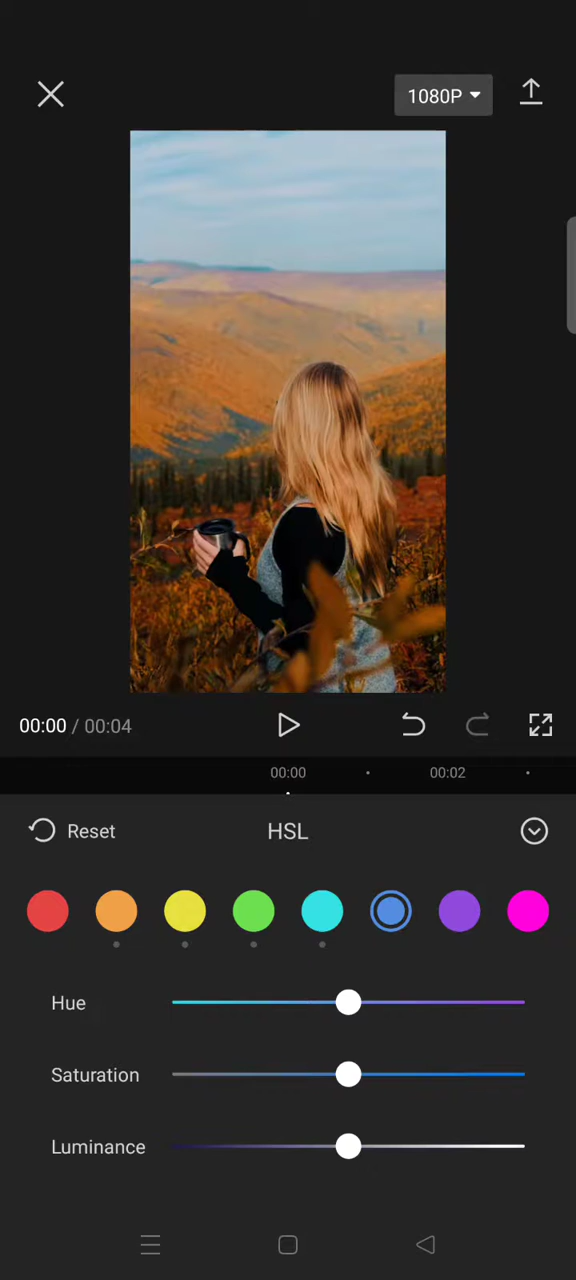 1080P
00:00 / 00:04
00:00 00:02
Reset HSL
Hue
Saturation
Luminance